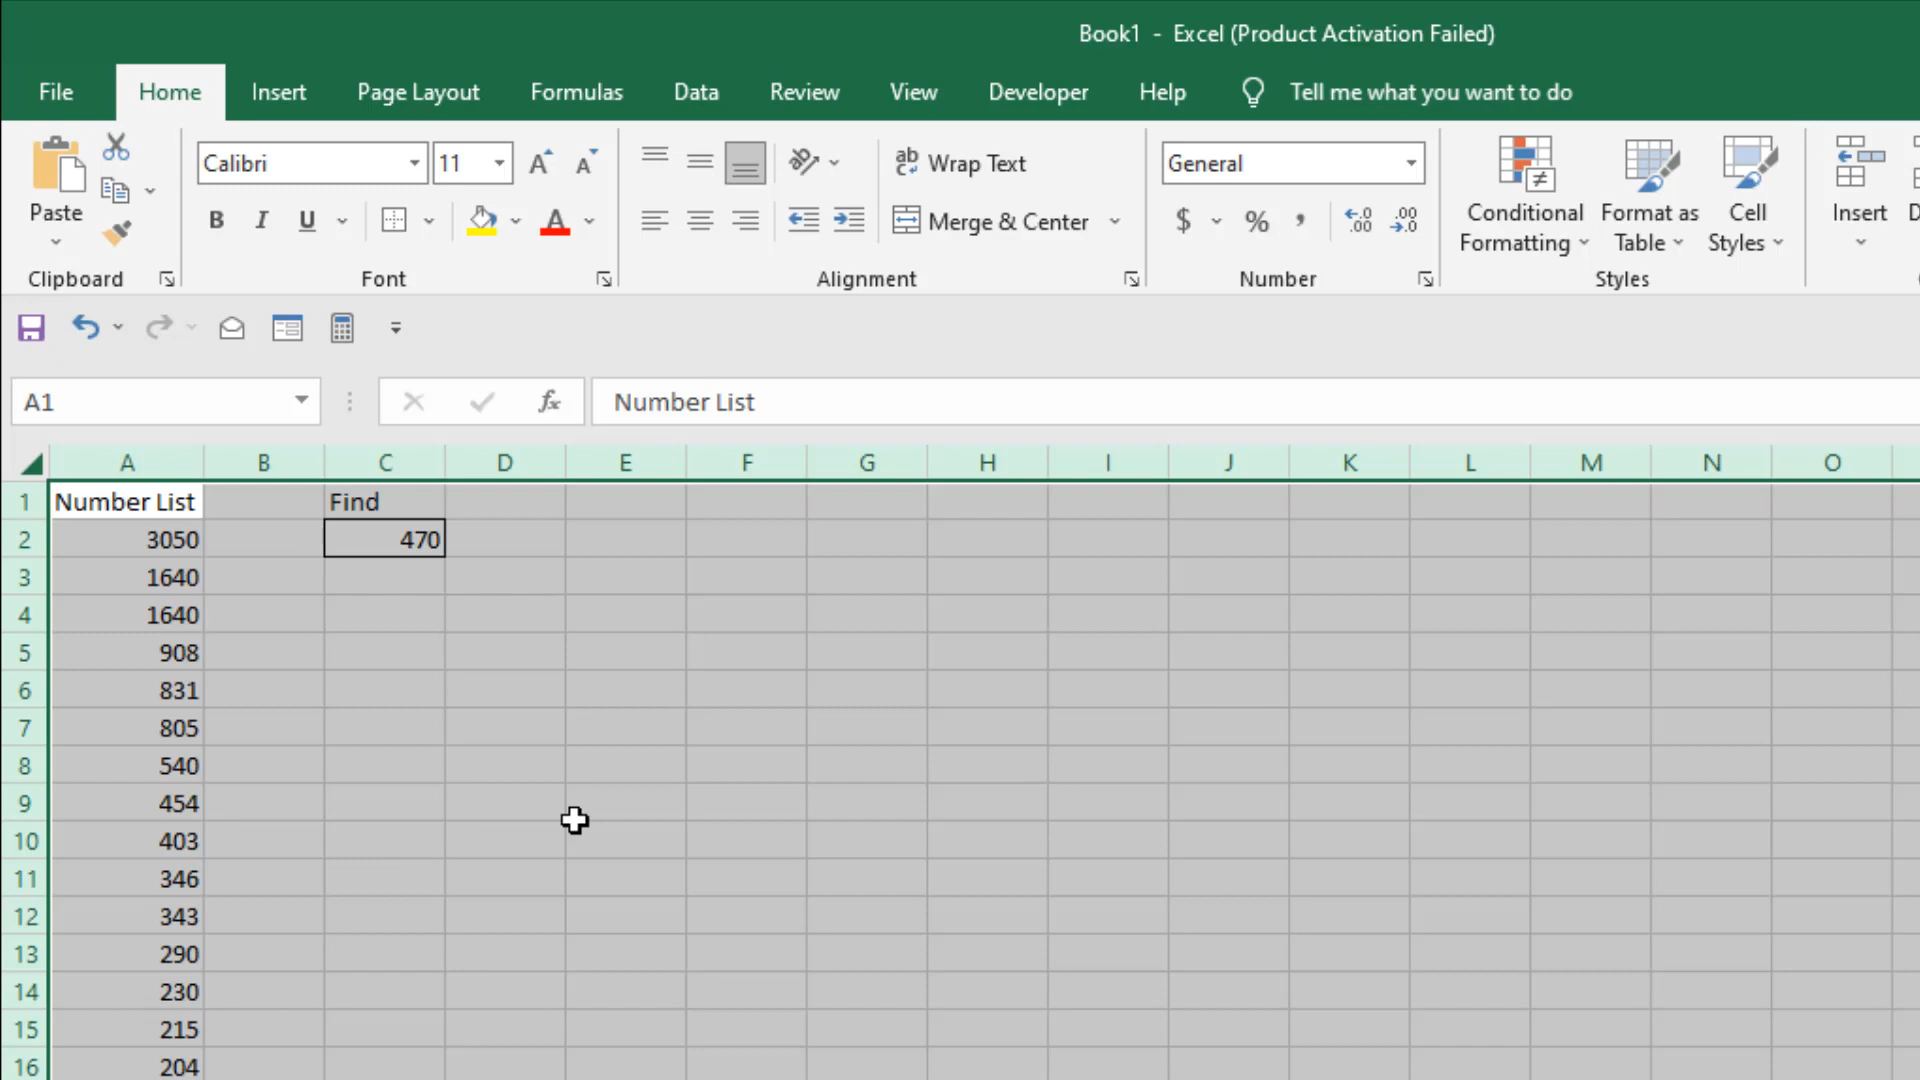 Book1 - Excel (Product Activation Failed)
File Home Insert Page Layout Formulas Data Review View Developer Help Tell me what you want to do
Paste
Clipboard
Calibri 11
B I U
Font
Wrap Text
Merge & Center
Alignment
General
$ % ,
Number
Conditional Formatting
Format as Table
Cell Styles
Styles
Insert
A1 fx Number List
A B C D E F G H I J K L M N O
1 Number List Find
2 3050 470
3 1640
4 1640
5 908
6 831
7 805
8 540
9 454
10 403
11 346
12 343
13 290
14 230
15 215
16 204